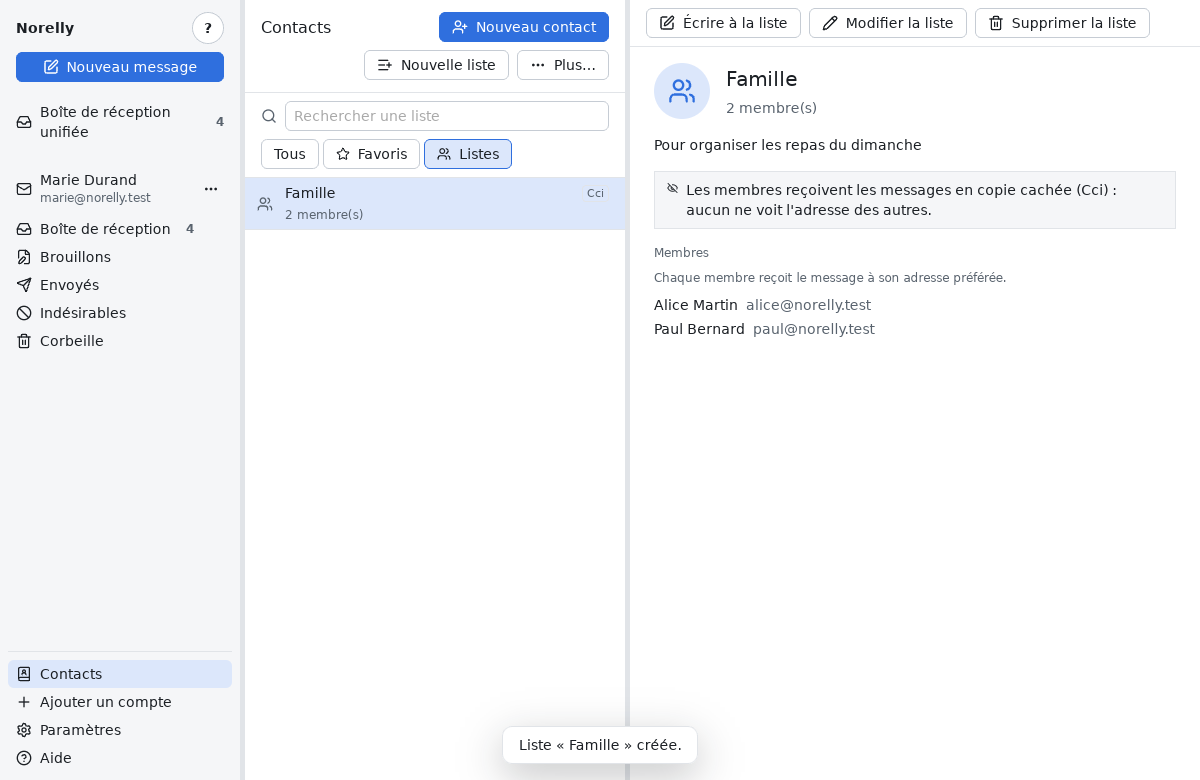 Norelly
?
Nouveau message
Boîte de réception
unifiée
4
Marie Durand
marie@norelly.test
Boîte de réception 4
Brouillons
Envoyés
Indésirables
Corbeille
Contacts
Ajouter un compte
Paramètres
Aide
Contacts
Nouveau contact
Nouvelle liste
Plus...
Rechercher une liste
Tous
Favoris
Listes
Famille
Cci
2 membre(s)
Écrire à la liste
Modifier la liste
Supprimer la liste
Famille
2 membre(s)
Pour organiser les repas du dimanche
Les membres reçoivent les messages en copie cachée (Cci) :
aucun ne voit l'adresse des autres.
Membres
Chaque membre reçoit le message à son adresse préférée.
Alice Martin alice@norelly.test
Paul Bernard paul@norelly.test
Liste « Famille » créée.